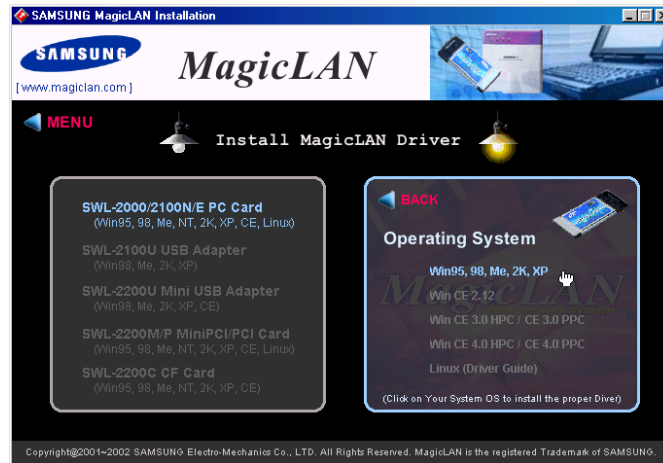 SAMSUNG MagicLAN Installation
SAMSUNG
MagicLAN
[www.magiclan.com]
MENU
Install MagicLAN Driver
SWL-2000/2100N/E PC Card
(Win95, 98, Me, NT, 2K, XP, CE, Linux)
SWL-2100U USB Adapter
(Win98, Me, 2K, XP)
SWL-2200U Mini USB Adapter
(Win98, Me, 2K, XP, CE)
SWL-2200M/P MiniPCI/PCI Card
(Win95, 98, Me, NT, 2K, XP, CE, Linux)
SWL-2200C CF Card
(Win95, 98, Me, NT, 2K, XP, CE)
BACK
Operating System
Win95, 98, Me, 2K, XP
Win CE 2.12
MagicLAN
Win CE 3.0 HPC / CE 3.0 PPC
Win CE 4.0 HPC / CE 4.0 PPC
Linux (Driver Guide)
(Click on Your System OS to install the proper Diver)
Copyright@2001~2002 SAMSUNG Electro-Mechanics Co., LTD. All Rights Reserved. MagicLAN is the registered Trademark of SAMSUNG.